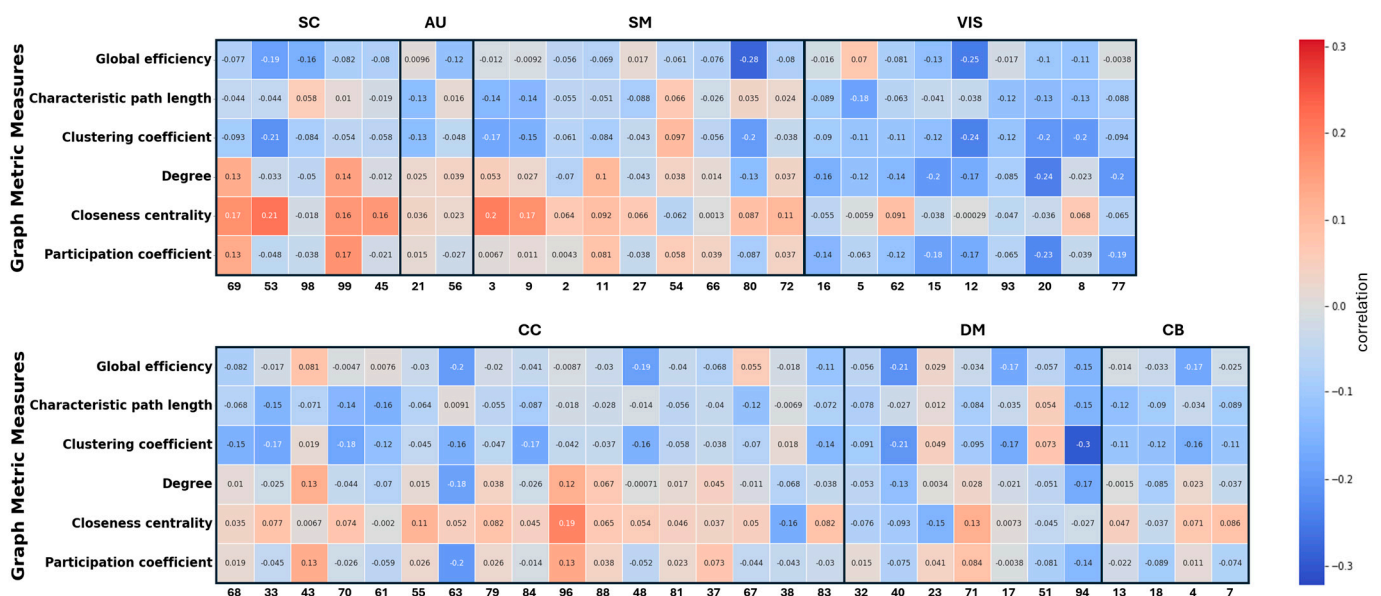 SC AU SM VIS
Graph Metric Measures
Global efficiency -0.077 -0.19 -0.16 -0.082 -0.08 0.0096 -0.12 -0.012 -0.0092 -0.056 -0.069 0.017 -0.061 -0.076 -0.28 -0.08 -0.016 0.07 -0.081 -0.13 -0.25 -0.017 -0.1 -0.11 -0.0038
Characteristic path length -0.044 -0.044 0.058 0.01 -0.019 -0.13 0.016 -0.14 -0.14 -0.055 -0.051 -0.088 0.066 -0.026 0.035 0.024 -0.089 -0.18 -0.063 -0.041 -0.038 -0.12 -0.13 -0.13 -0.088
Clustering coefficient -0.093 -0.21 -0.084 -0.054 -0.058 -0.13 -0.048 -0.17 -0.15 -0.061 -0.084 -0.043 0.097 -0.056 -0.2 -0.038 -0.09 -0.11 -0.11 -0.12 -0.24 -0.12 -0.2 -0.2 -0.094
Degree 0.13 -0.033 -0.05 0.14 -0.012 0.025 0.039 0.053 0.027 -0.07 0.1 -0.043 0.038 0.014 -0.13 0.037 -0.16 -0.12 -0.14 -0.2 -0.17 -0.085 -0.24 -0.023 -0.2
Closeness centrality 0.17 0.21 -0.018 0.16 0.16 0.036 0.023 0.2 0.17 0.064 0.092 0.066 -0.062 0.0013 0.087 0.11 -0.055 -0.0059 0.091 -0.038 -0.00029 -0.047 -0.036 0.068 -0.065
Participation coefficient 0.13 -0.048 -0.038 0.17 -0.021 0.015 -0.027 0.0067 0.011 0.0043 0.081 -0.038 0.058 0.039 -0.087 0.037 -0.14 -0.063 -0.12 -0.18 -0.17 -0.065 -0.23 -0.039 -0.19
69 53 98 99 45 21 56 3 9 2 11 27 54 66 80 72 16 5 62 15 12 93 20 8 77
CC DM CB
Graph Metric Measures
Global efficiency -0.082 -0.017 0.081 -0.0047 0.0076 -0.03 -0.2 -0.02 -0.041 -0.0087 -0.03 -0.19 -0.04 -0.068 0.055 -0.018 -0.11 -0.056 -0.21 0.029 -0.034 -0.17 -0.057 -0.15 -0.014 -0.033 -0.17 -0.025
Characteristic path length -0.068 -0.15 -0.071 -0.14 -0.16 -0.064 0.0091 -0.055 -0.087 -0.018 -0.028 -0.014 -0.056 -0.04 -0.12 -0.0069 -0.072 -0.078 -0.027 0.012 -0.084 -0.035 0.054 -0.15 -0.12 -0.09 -0.034 -0.089
Clustering coefficient -0.15 -0.17 0.019 -0.18 -0.12 -0.045 -0.16 -0.047 -0.17 -0.042 -0.037 -0.16 -0.058 -0.038 -0.07 0.018 -0.14 -0.091 -0.21 0.049 -0.095 -0.17 0.073 -0.3 -0.11 -0.12 -0.16 -0.11
Degree 0.01 -0.025 0.13 -0.044 -0.07 0.015 -0.18 0.038 -0.026 0.12 0.067 -0.00071 0.017 0.045 -0.011 -0.068 -0.038 -0.053 -0.13 0.0034 0.028 -0.021 -0.051 -0.17 -0.0015 -0.085 0.023 -0.037
Closeness centrality 0.035 0.077 0.0067 0.074 -0.002 0.11 0.052 0.082 0.045 0.19 0.065 0.054 0.046 0.037 0.05 -0.16 0.082 -0.076 -0.093 -0.15 0.13 0.0073 -0.045 -0.027 0.047 -0.037 0.071 0.086
Participation coefficient 0.019 -0.045 0.13 -0.026 -0.059 0.026 -0.2 0.026 -0.014 0.13 0.038 -0.052 0.023 0.073 -0.044 -0.043 -0.03 0.015 -0.075 0.041 0.084 -0.0038 -0.081 -0.14 -0.022 -0.089 0.011 -0.074
68 33 43 70 61 55 63 79 84 96 88 48 81 37 67 38 83 32 40 23 71 17 51 94 13 18 4 7
0.3
0.2
0.1
0.0
-0.1
-0.2
-0.3
correlation